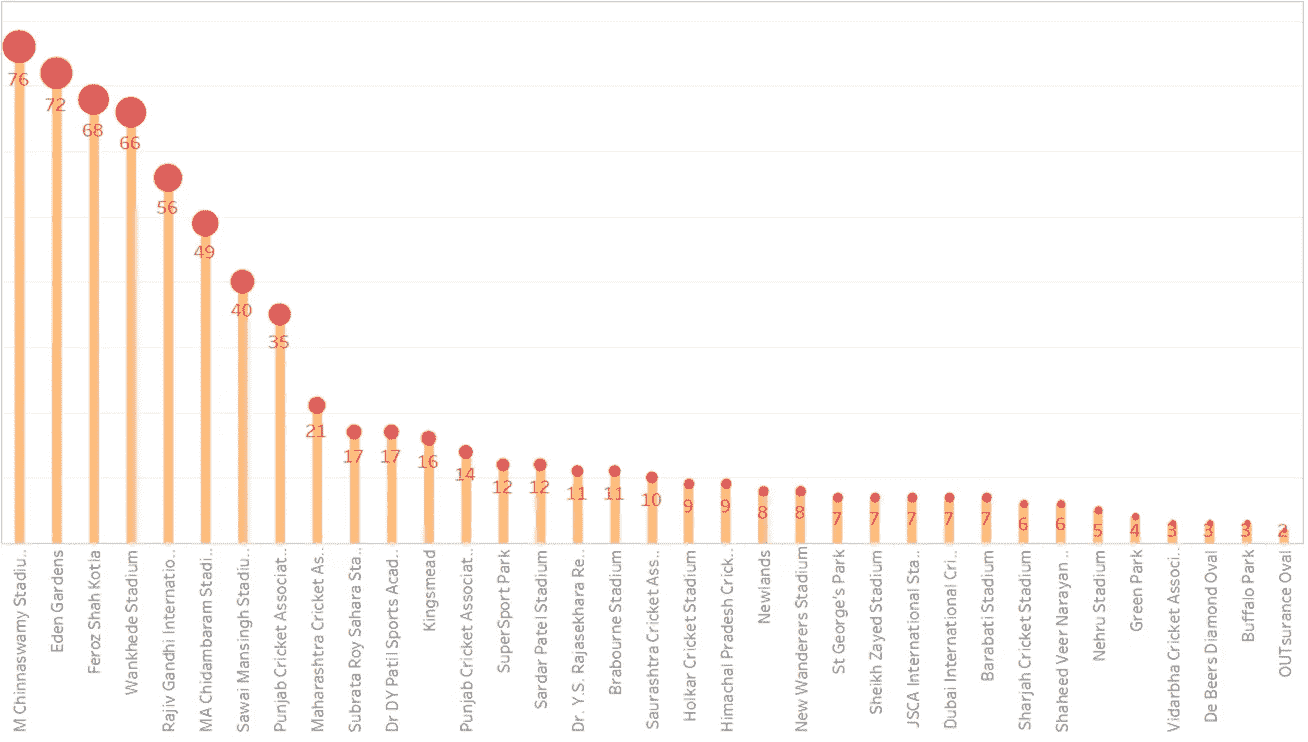 76
72
68
66
56
49
40
35
21
17
17
16
14
12
12
11
11
10
9
9
8
8
7
7
7
7
7
6
6
5
4
3
3
3
2
M Chinnaswamy Stadiu..
Eden Gardens
Feroz Shah Kotla
Wankhede Stadium
Rajiv Gandhi Internatio..
MA Chidambaram Stadi..
Sawai Mansingh Stadiu..
Punjab Cricket Associat..
Maharashtra Cricket As..
Subrata Roy Sahara Sta..
Dr DY Patil Sports Acad..
Kingsmead
Punjab Cricket Associat..
SuperSport Park
Sardar Patel Stadium
Dr. Y.S. Rajasekhara Re..
Brabourne Stadium
Saurashtra Cricket Ass..
Holkar Cricket Stadium
Himachal Pradesh Crick..
Newlands
New Wanderers Stadium
St George's Park
Sheikh Zayed Stadium
JSCA International Sta..
Dubai International Cri..
Barabati Stadium
Sharjah Cricket Stadium
Shaheed Veer Narayan ..
Nehru Stadium
Green Park
Vidarbha Cricket Associ..
De Beers Diamond Oval
Buffalo Park
OUTsurance Oval